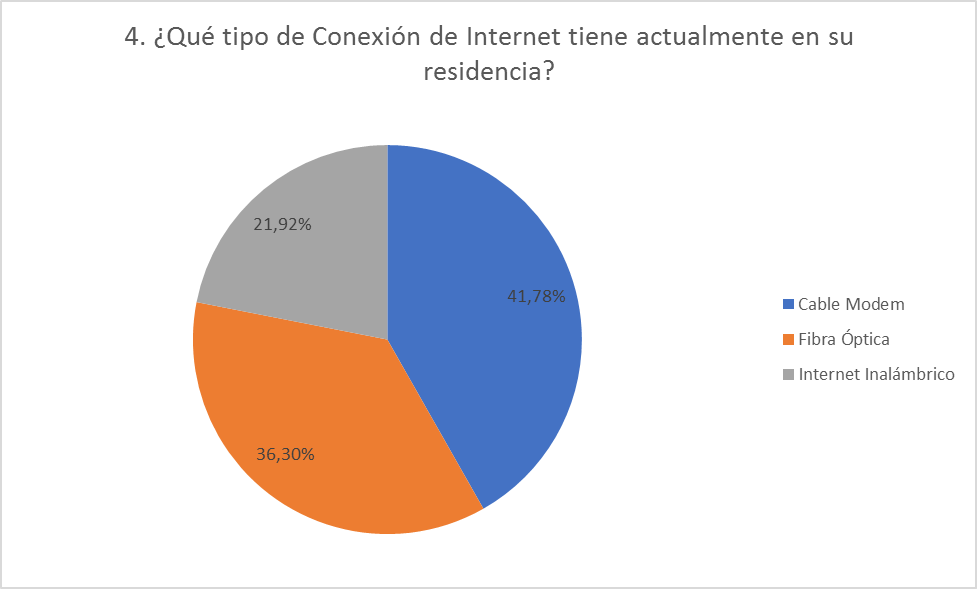 4. ¿Qué tipo de Conexión de Internet tiene actualmente en su
residencia?
21,92%
41,78%
36,30%
Cable Modem
Fibra Óptica
Internet Inalámbrico